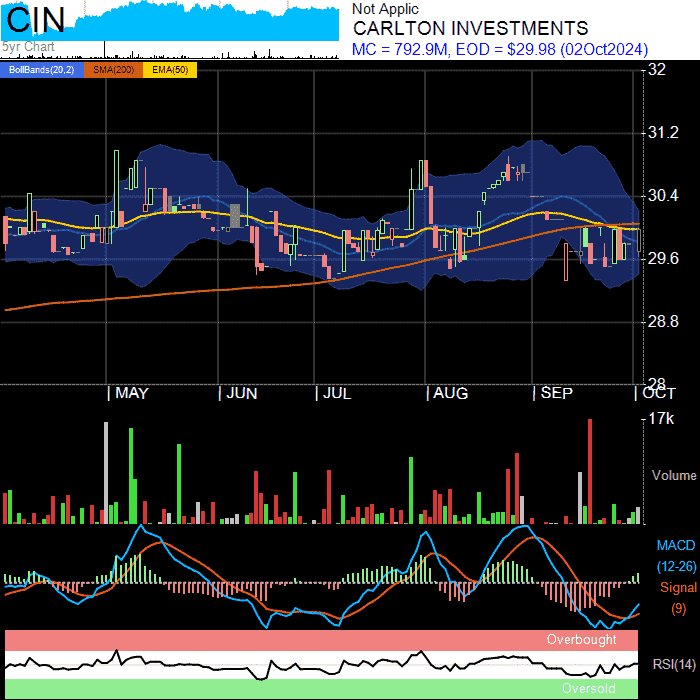 CIN
5yr Chart
Not Applic
CARLTON INVESTMENTS
MC = 792.9M, EOD = $29.98 (02Oct2024)
BollBands(20,2) SMA(200) EMA(50)
32
31.2
30.4
29.6
28.8
28
MAY JUN JUL AUG SEP OCT
17k
Volume
MACD
(12-26)
Signal
(9)
Overbought
RSI(14)
Oversold